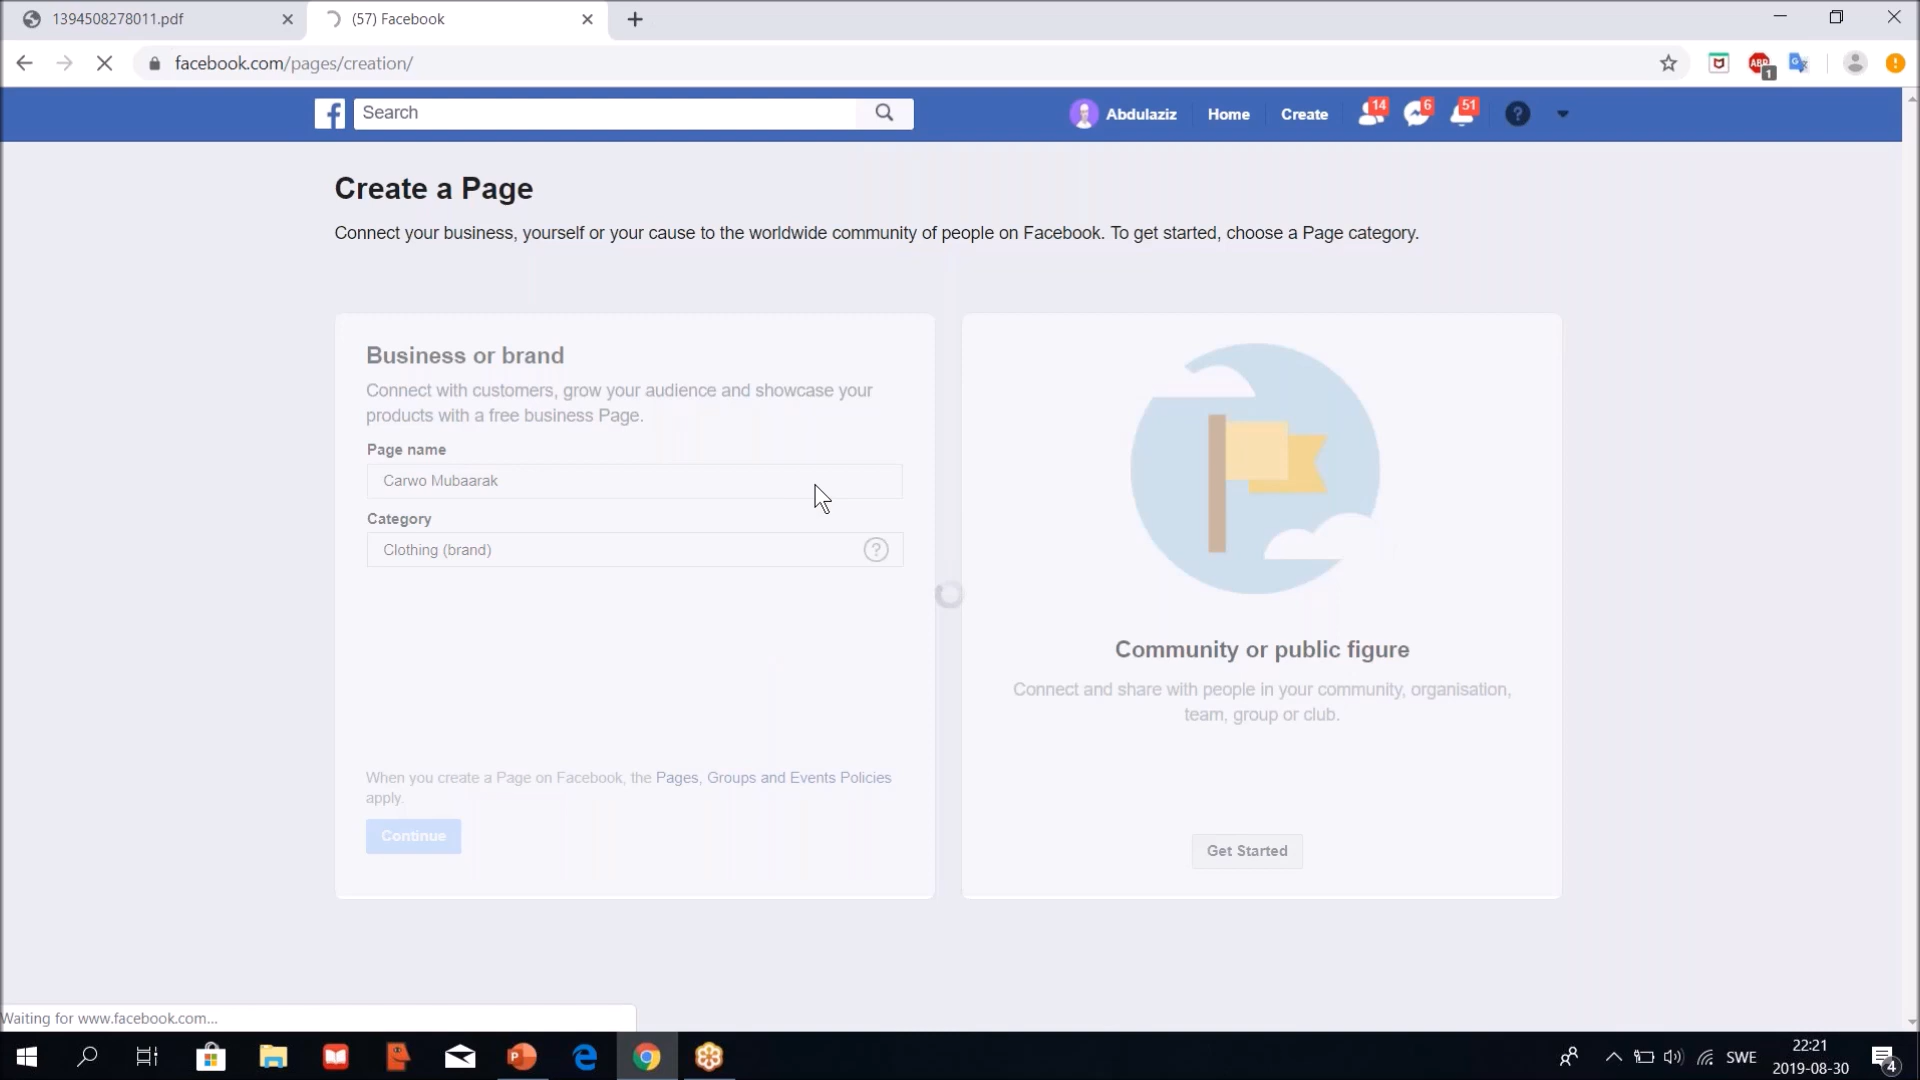 1394508278011.pdf
(57) Facebook
facebook.com/pages/creation/
ABP
1
Search
Abdulaziz
Home
Create
14
6
51
Create a Page
Connect your business, yourself or your cause to the worldwide community of people on Facebook. To get started, choose a Page category.
Business or brand
Connect with customers, grow your audience and showcase your
products with a free business Page.
Page name
Carwo Mubaarak
Category
Clothing (brand)
When you create a Page on Facebook, the Pages, Groups and Events Policies
apply.
Continue
Community or public figure
Connect and share with people in your community, organisation,
team, group or club.
Get Started
Waiting for www.facebook.com...
SWE
22:21
2019-08-30
4